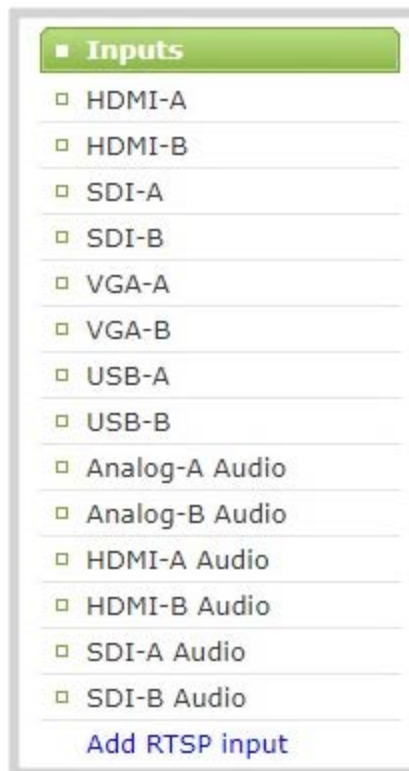 Inputs
HDMI-A
HDMI-B
SDI-A
SDI-B
VGA-A
VGA-B
USB-A
USB-B
Analog-A Audio
Analog-B Audio
HDMI-A Audio
HDMI-B Audio
SDI-A Audio
SDI-B Audio
Add RTSP input